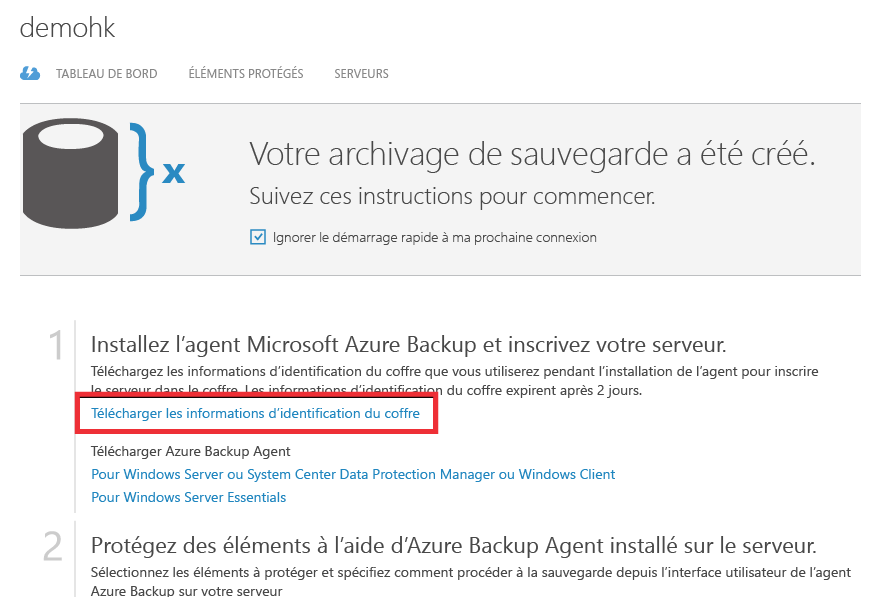 demohk
TABLEAU DE BORD ÉLÉMENTS PROTÉGÉS SERVEURS
} x
Votre archivage de sauvegarde a été créé.
Suivez ces instructions pour commencer.
Ignorer le démarrage rapide à ma prochaine connexion
1
Installez l'agent Microsoft Azure Backup et inscrivez votre serveur.
Téléchargez les informations d'identification du coffre que vous utiliserez pendant l'installation de l'agent pour inscrire
le serveur dans le coffre. Les informations d'identification du coffre expirent après 2 jours.
Télécharger les informations d'identification du coffre
Télécharger Azure Backup Agent
Pour Windows Server ou System Center Data Protection Manager ou Windows Client
Pour Windows Server Essentials
2
Protégez des éléments à l'aide d'Azure Backup Agent installé sur le serveur.
Sélectionnez les éléments à protéger et spécifiez comment procéder à la sauvegarde depuis l'interface utilisateur de l'agent
Azure Backup sur votre serveur